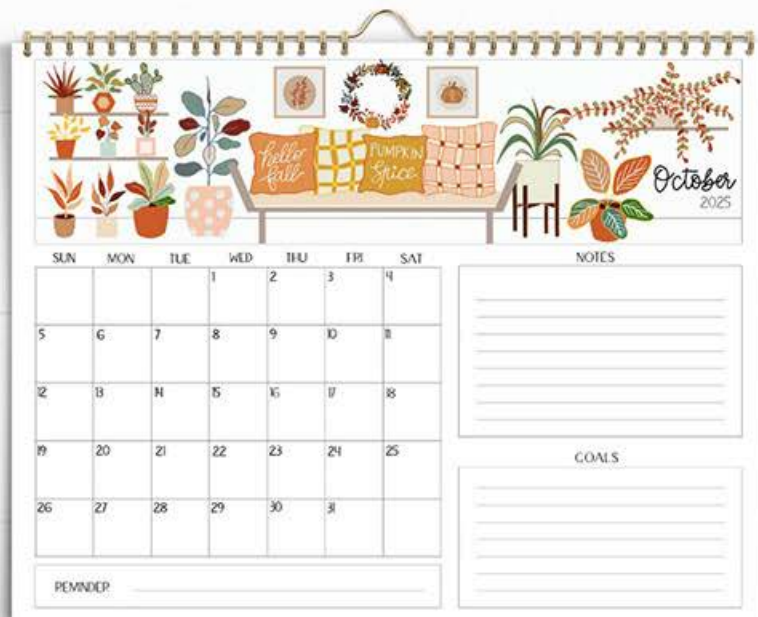 hello
fall
PUMPKIN
Spice
October
2025
SUN MON TUE WED THU FRI SAT
1 2 3 4
5 6 7 8 9 10 11
12 13 14 15 16 17 18
19 20 21 22 23 24 25
26 27 28 29 30 31
REMINDER
NOTES
GOALS